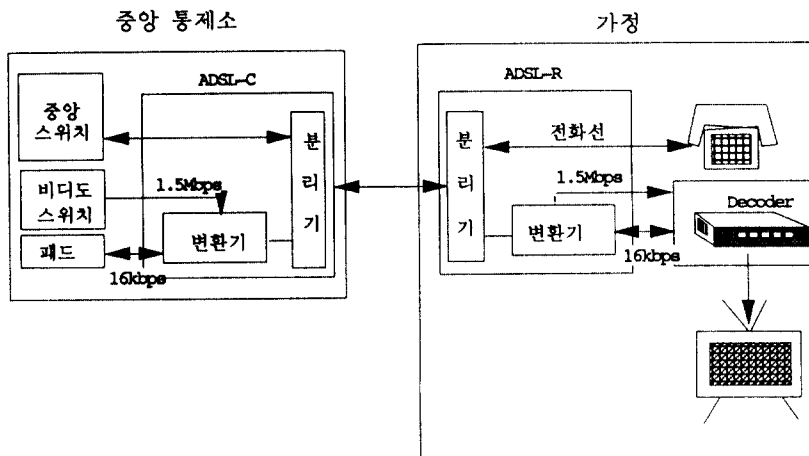 중앙 통제소
가정
ADSL-C
ADSL-R
중앙
스위치
분
리
기
분
리
기
전화선
1.5Mbps
1.5Mbps
비디도
스위치
변환기
변환기
Decoder
패드
16kbps
16kbps